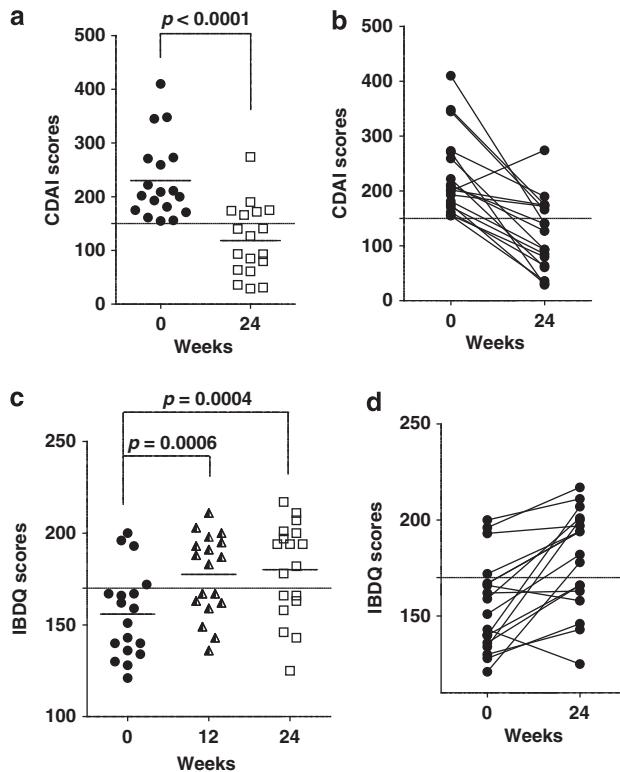 a
p < 0.0001
500
400
300
200
100
0
CDAI scores
0
24
Weeks
b
500
400
300
200
100
0
CDAI scores
0
24
Weeks
c
p = 0.0004
p = 0.0006
250
200
150
100
IBDQ scores
0
12
24
Weeks
d
250
200
150
IBDQ scores
0
24
Weeks